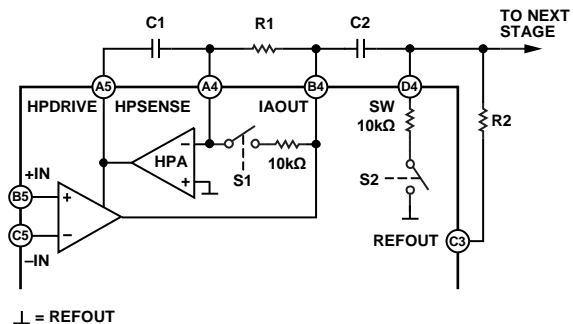 TO NEXT
STAGE
C1
R1
C2
A5
A4
B4
D4
HPDRIVE
HPSENSE
IAOUT
SW
10kΩ
R2
HPA
–
+
10kΩ
S1
S2
+IN
B5
+
C5
–
–IN
REFOUT
C3
⊥ = REFOUT